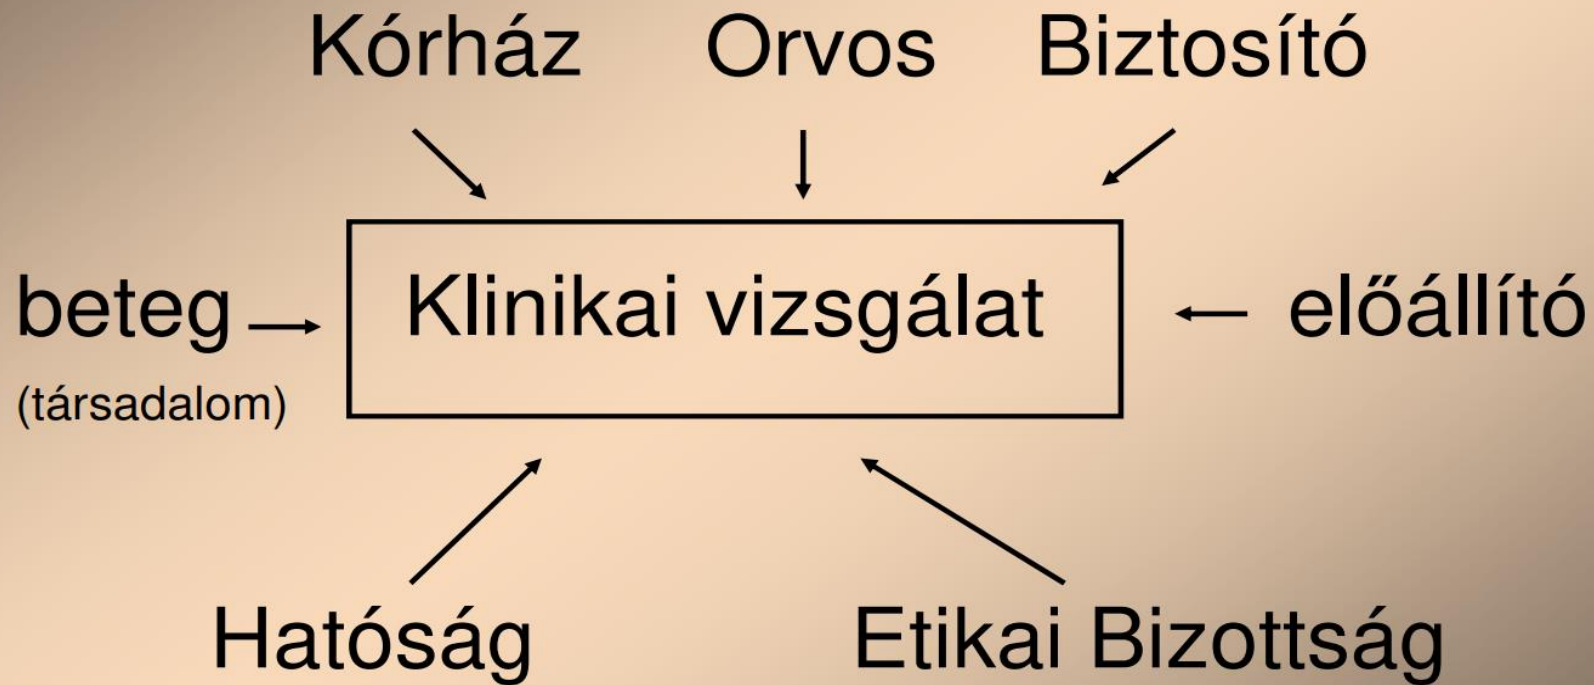 Kórház Orvos Biztosító
beteg Klinikai vizsgálat előállító
(társadalom)
Hatóság Etikai Bizottság